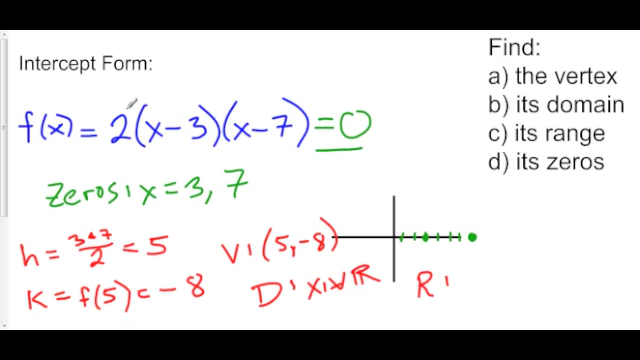 Intercept Form:
f(x) = 2(x-3)(x-7) = 0
zeros: x = 3, 7
h = 3+7/2 = 5
K = f(5) = -8
V: (5, -8)
D: x
R:
Find:
a) the vertex
b) its domain
c) its range
d) its zeros